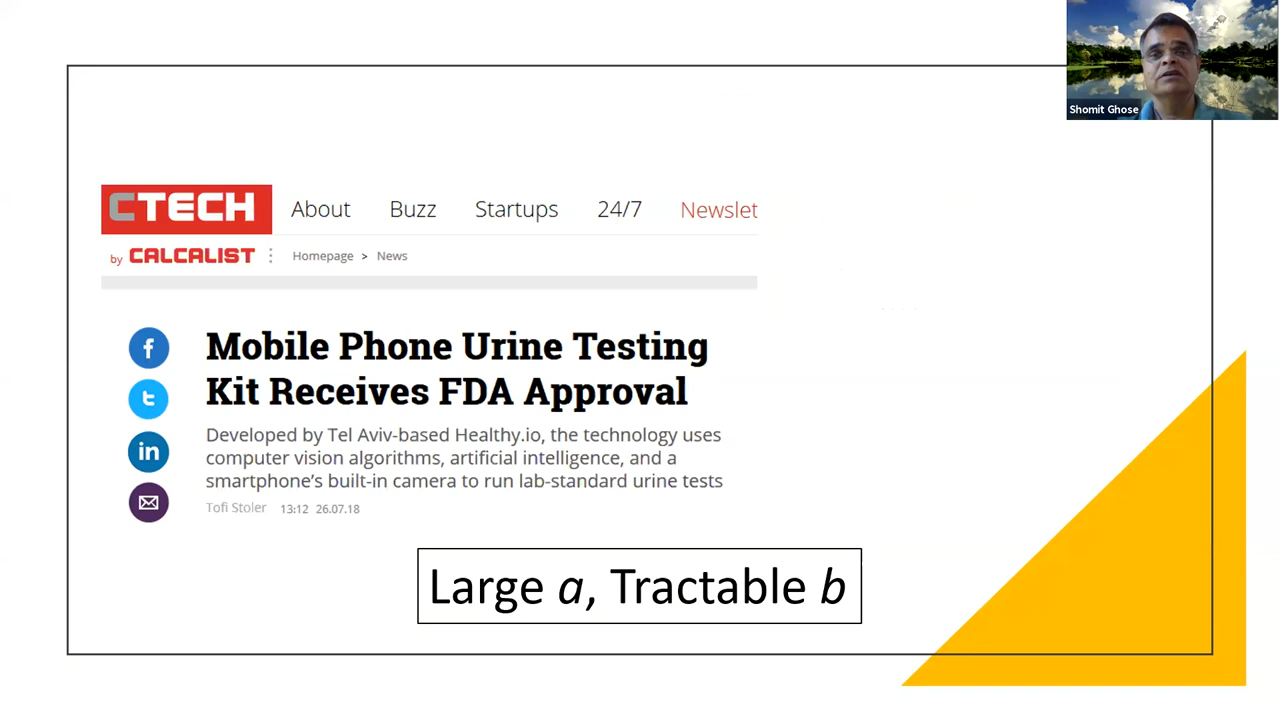 Shomit Ghose
CTECH About Buzz Startups 24/7 Newslet
by CALCALIST Homepage > News
Mobile Phone Urine Testing
Kit Receives FDA Approval
Developed by Tel Aviv-based Healthy.io, the technology uses
computer vision algorithms, artificial intelligence, and a
smartphone's built-in camera to run lab-standard urine tests
Tofi Stoler 13:12 26.07.18
Large a, Tractable b